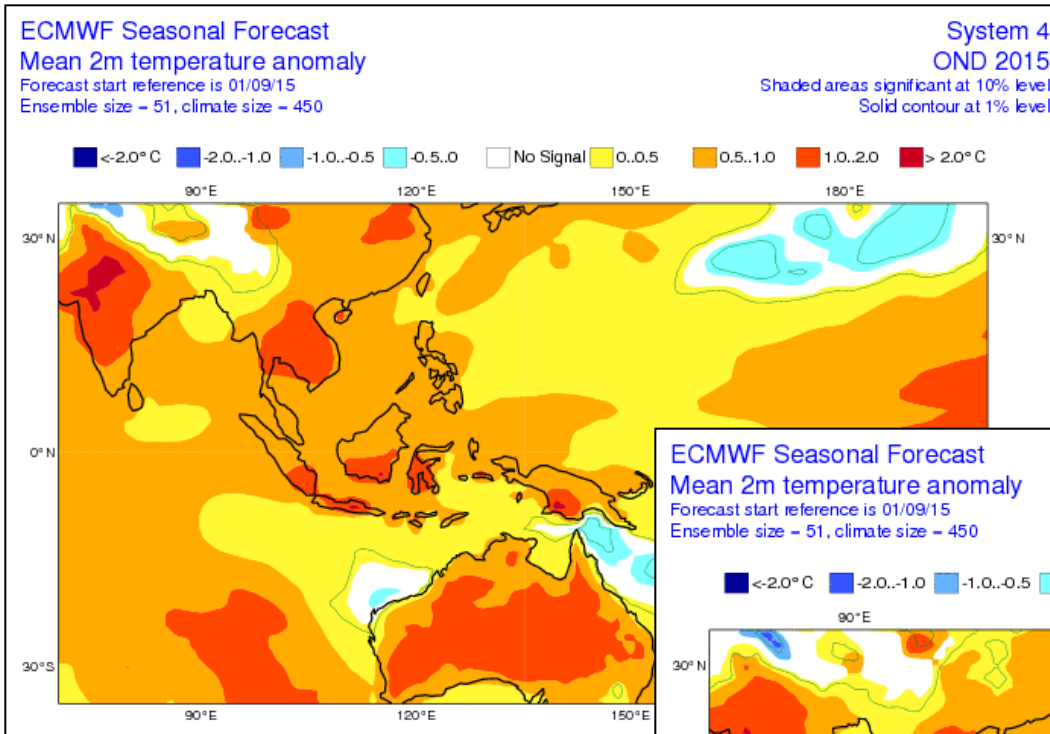 ECMWF Seasonal Forecast
Mean 2m temperature anomaly
Forecast start reference is 01/09/15
Ensemble size = 51, climate size = 450
System 4
OND 2015
Shaded areas significant at 10% level
Solid contour at 1% level
<-2.0° C -2.0..-1.0 -1.0..-0.5 -0.5..0 No Signal 0..0.5 0.5..1.0 1.0..2.0 > 2.0° C
90°E 120°E 150°E 180°E
30°N 30°N
0°N
30°S
90°E 120°E 150°E
ECMWF Seasonal Forecast
Mean 2m temperature anomaly
Forecast start reference is 01/09/15
Ensemble size = 51, climate size = 450
<-2.0° C -2.0..-1.0 -1.0..-0.5
90°E
30°N